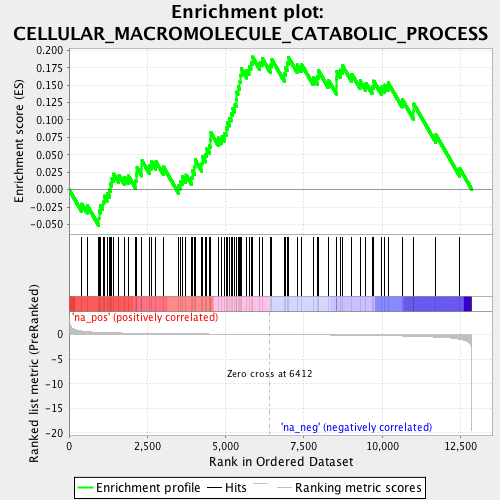 Enrichment plot:
CELLULAR_MACROMOLECULE_CATABOLIC_PROCESS
Enrichment score (ES)
0.200
0.175
0.150
0.125
0.100
0.075
0.050
0.025
0.000
-0.025
-0.050
Ranked list metric (PreRanked)
'na_pos' (positively correlated)
0
-5
-10
-15
-20
Zero cross at 6412
'na_neg' (negatively correlated)
0
2,500
5,000
7,500
10,000
12,500
Rank in Ordered Dataset
Enrichment profile
Hits
Ranking metric scores